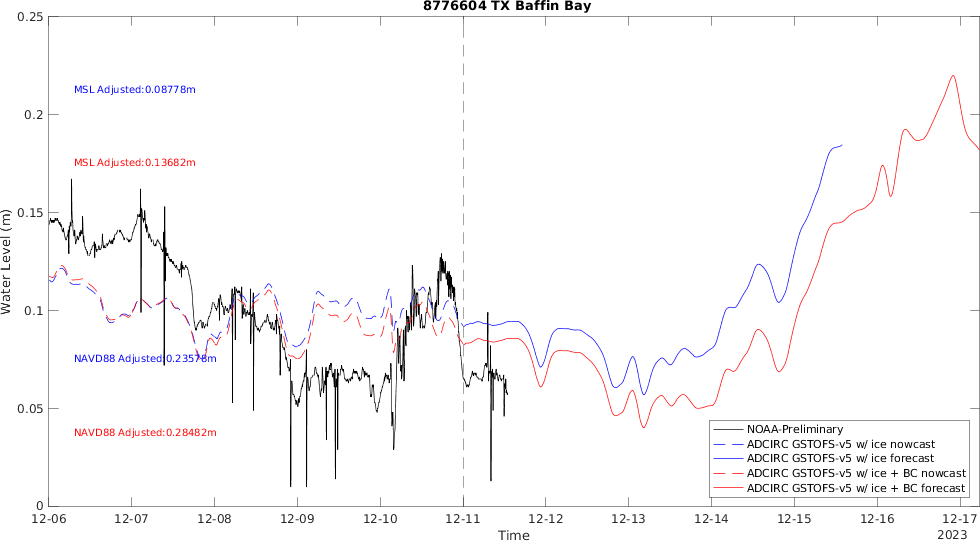 8776604 TX Baffin Bay
0.25
0.2
0.15
0.1
0.05
0
Water Level (m)
MSL Adjusted:0.08778m
MSL Adjusted:0.13682m
NAVD88 Adjusted:0.23578m
NAVD88 Adjusted:0.28482m
NOAA-Preliminary
ADCIRC GSTOFS-v5 w/ ice nowcast
ADCIRC GSTOFS-v5 w/ ice forecast
ADCIRC GSTOFS-v5 w/ ice + BC nowcast
ADCIRC GSTOFS-v5 w/ ice + BC forecast
12-06 12-07 12-08 12-09 12-10 12-11 12-12 12-13 12-14 12-15 12-16 12-17
2023
Time